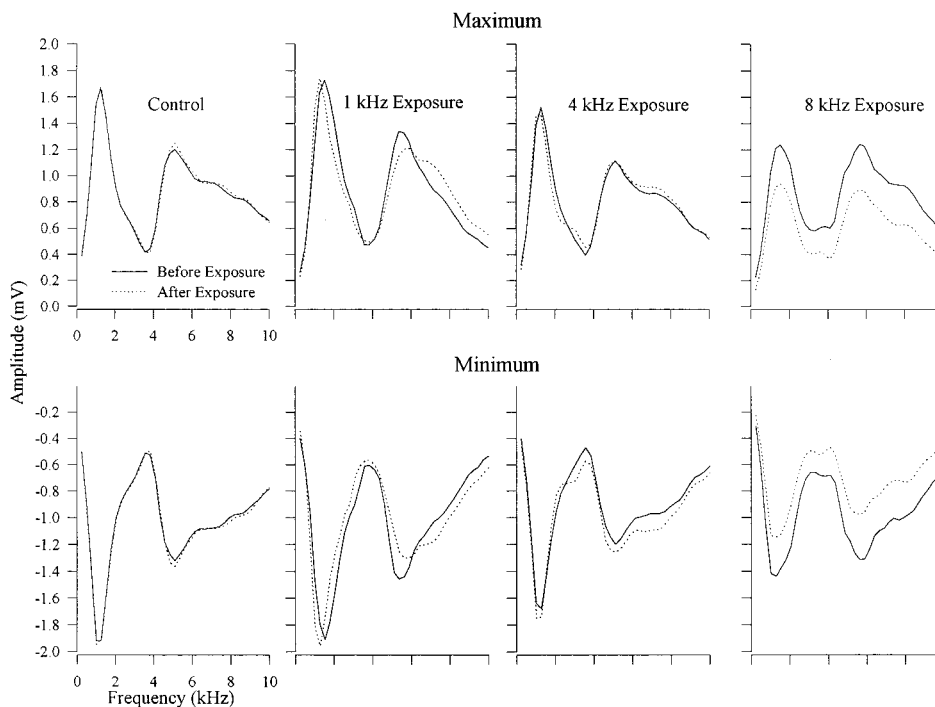 Maximum
2.0
1.8
1.6
1.4
1.2
1.0
0.8
0.6
0.4
0.2
0.0
Control
1 kHz Exposure
4 kHz Exposure
8 kHz Exposure
Before Exposure
After Exposure
0 2 4 6 8 10
Amplitude (mV)
Minimum
-0.2
-0.4
-0.6
-0.8
-1.0
-1.2
-1.4
-1.6
-1.8
-2.0
0 2 4 6 8 10
Frequency (kHz)